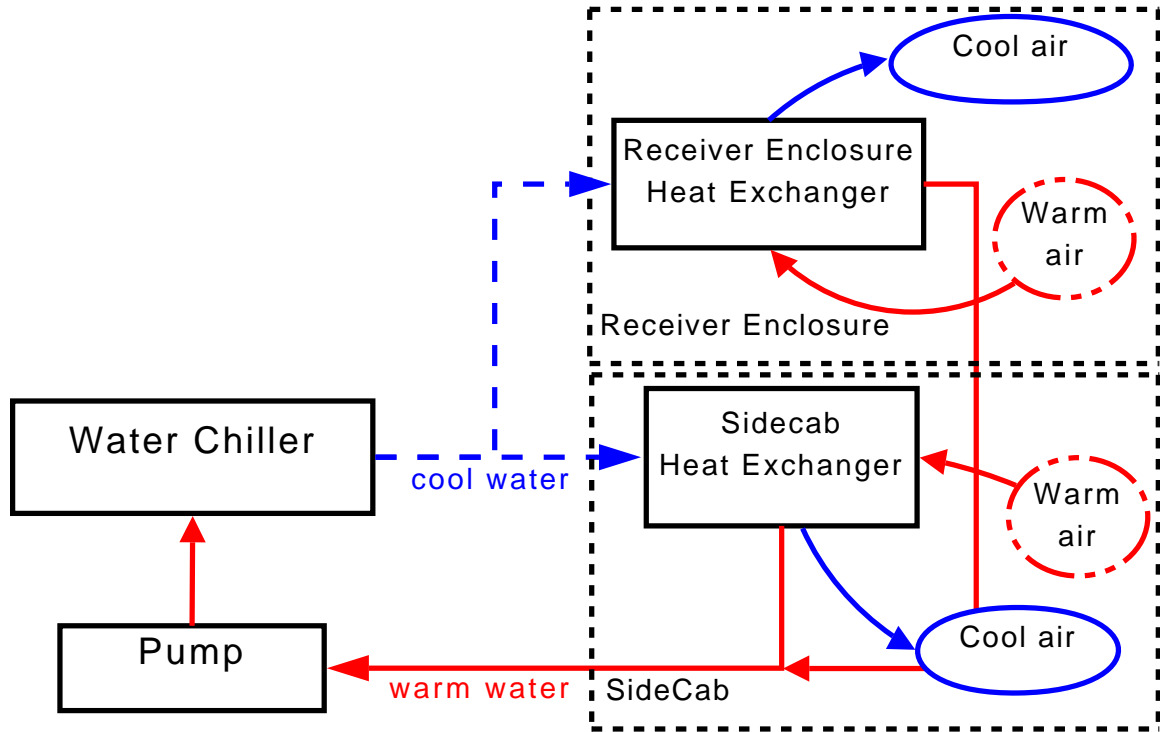 Cool air
Receiver Enclosure
Heat Exchanger
Warm
air
Receiver Enclosure
Water Chiller
cool water
Sidecab
Heat Exchanger
Warm
air
Pump
warm water
Cool air
SideCab